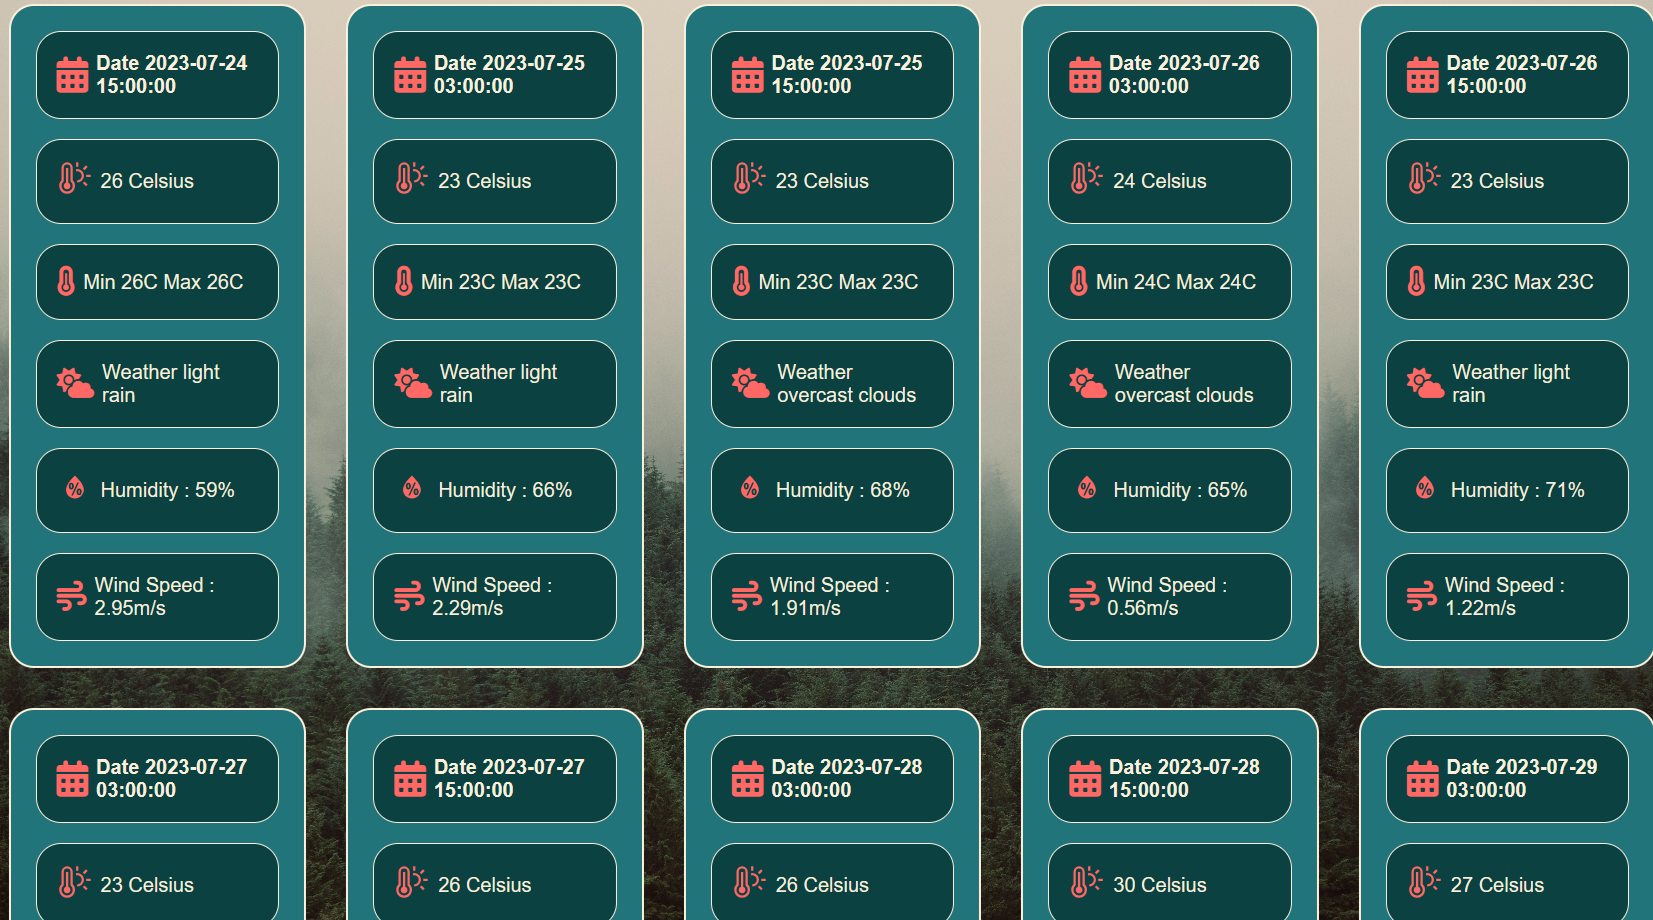 Date 2023-07-24
15:00:00
26 Celsius
Min 26C Max 26C
Weather light
rain
Humidity : 59%
Wind Speed :
2.95m/s
Date 2023-07-25
03:00:00
23 Celsius
Min 23C Max 23C
Weather light
rain
Humidity : 66%
Wind Speed :
2.29m/s
Date 2023-07-25
15:00:00
23 Celsius
Min 23C Max 23C
Weather
overcast clouds
Humidity : 68%
Wind Speed :
1.91m/s
Date 2023-07-26
03:00:00
24 Celsius
Min 24C Max 24C
Weather
overcast clouds
Humidity : 65%
Wind Speed :
0.56m/s
Date 2023-07-26
15:00:00
23 Celsius
Min 23C Max 23C
Weather light
rain
Humidity : 71%
Wind Speed :
1.22m/s
Date 2023-07-27
03:00:00
23 Celsius
Date 2023-07-27
15:00:00
26 Celsius
Date 2023-07-28
03:00:00
26 Celsius
Date 2023-07-28
15:00:00
30 Celsius
Date 2023-07-29
03:00:00
27 Celsius